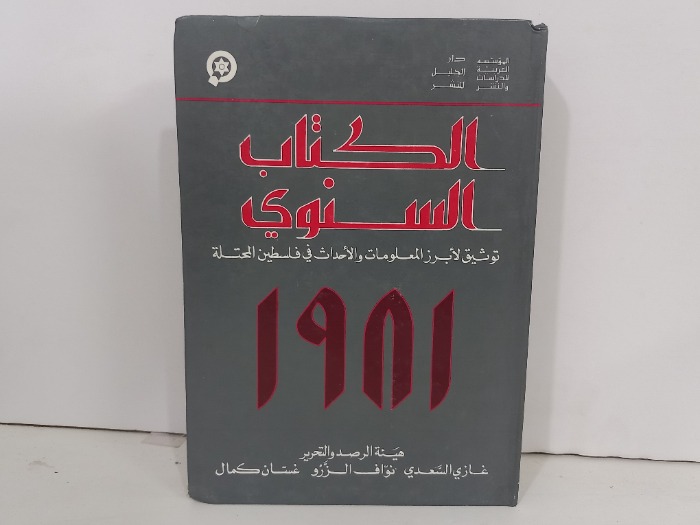 المؤسسة
العربية
للدراسات
والنشر
دار
الجليل
للنشر
الكتاب
السنوي
توثيق لأبرز المعلومات والأحداث في فلسطين المحتلة
١٩٨١
هيئة الرصد والتحرير
غازي السعدي نواف الزرو غسان كمال